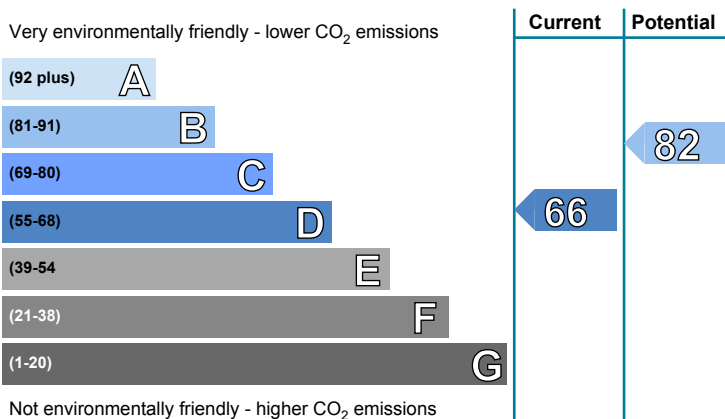 Very environmentally friendly - lower CO2 emissions
Current
Potential
(92 plus) A
(81-91) B
(69-80) C
(55-68) D
(39-54 E
(21-38) F
(1-20) G
82
66
Not environmentally friendly - higher CO2 emissions